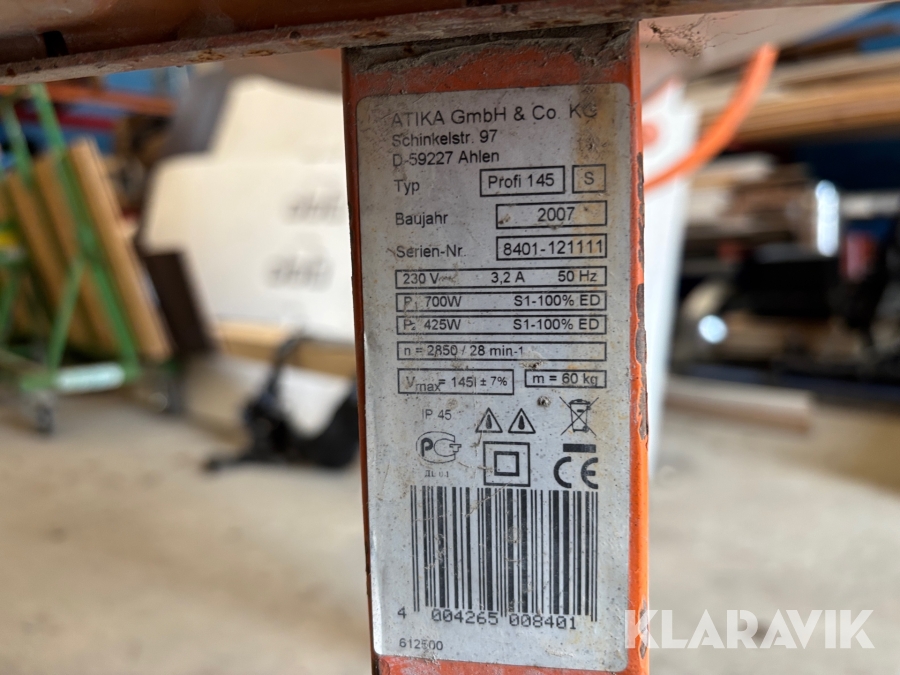 ATIKA GmbH & Co. KG
Schinkelstr. 97
D-59227 Ahlen
Typ Profi 145 S
Baujahr 2007
Serien-Nr. 8401-121111
230 V~ 3,2 A 50 Hz
P₁ 700W S1-100% ED
P₂ 425W S1-100% ED
n = 2850 / 28 min-1
Vmax= 145l ± 7% m = 60 kg
IP 45
CE
4 004265 008401
612500
KLARAVIK